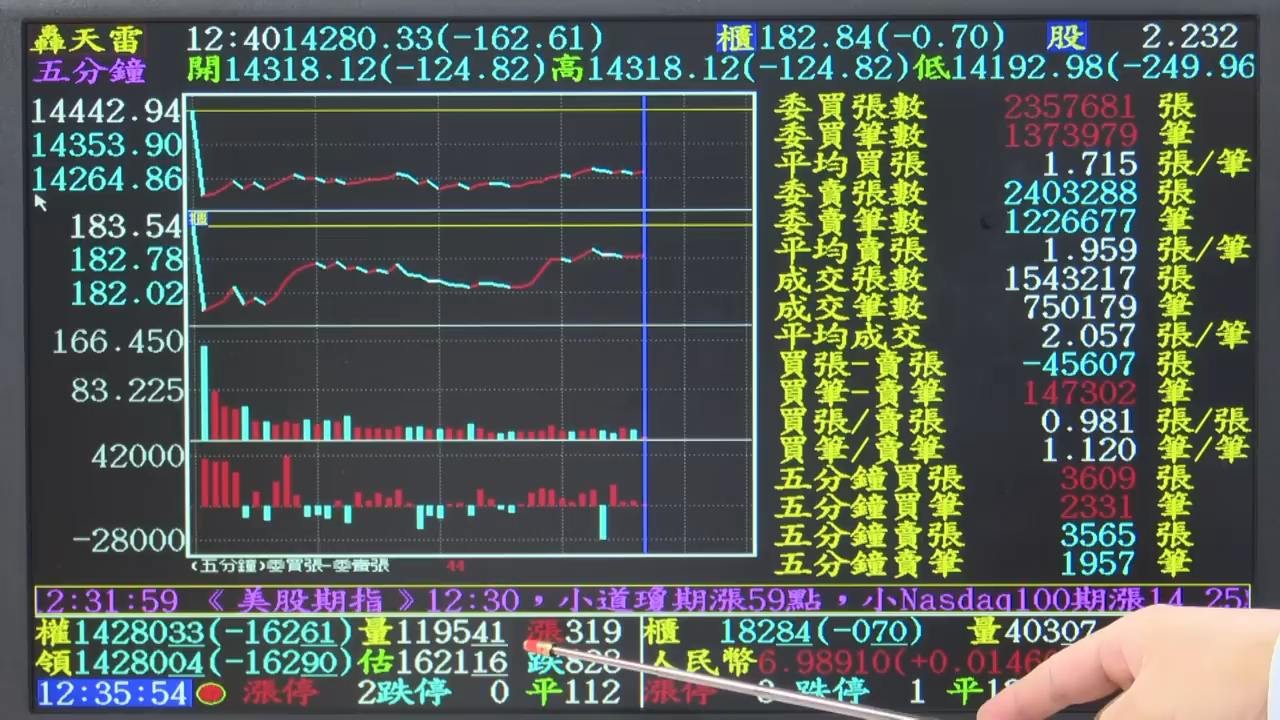 轟天雷 12:40 14280.33(-162.61) 櫃182.84(-0.70) 股 2.232
五分鐘 開14318.12(-124.82)高14318.12(-124.82)低14192.98(-249.96
14442.94
14353.90
14264.86
櫃
183.54
182.78
182.02
166.450
83.225
42000
-28000
(五分鐘)委買張-委賣張 44
委買張數 2357681 張
委買筆數 1373979 筆
平均買張 1.715 張/筆
委賣張數 2403288 張
委賣筆數 1226677 筆
平均賣張 1.959 張/筆
成交張數 1543217 張
成交筆數 750179 筆
平均成交 2.057 張/筆
買張-賣張 -45607 張
買筆-賣筆 147302 筆
買張/賣張 0.981 張/張
買筆/賣筆 1.120 筆/筆
五分鐘買張 3609 張
五分鐘買筆 2331 筆
五分鐘賣張 3565 張
五分鐘賣筆 1957 筆
12:31:59 《美股期指》12:30，小道瓊期漲59點，小Nasdaq100期漲14.25
權1428033(-16261)量119541 漲319 櫃 18284(-070) 量40307
領1428004(-16290)估162116 跌828 人民幣6.98910(+0.0146
12:35:54 漲停 2跌停 0 平112 漲停 跌停 1 平